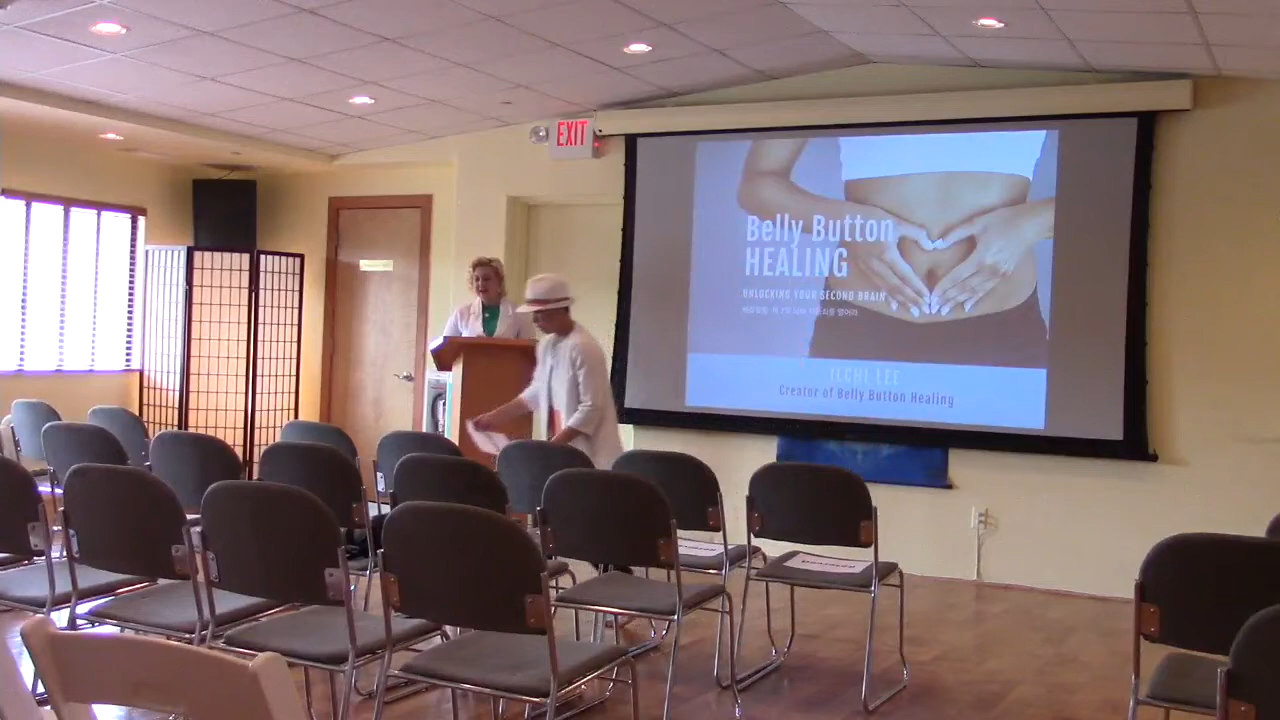 EXIT
Belly Button
HEALING
UNLOCKING YOUR SECOND BRAIN
ILCHI LEE
Creator of Belly Button Healing